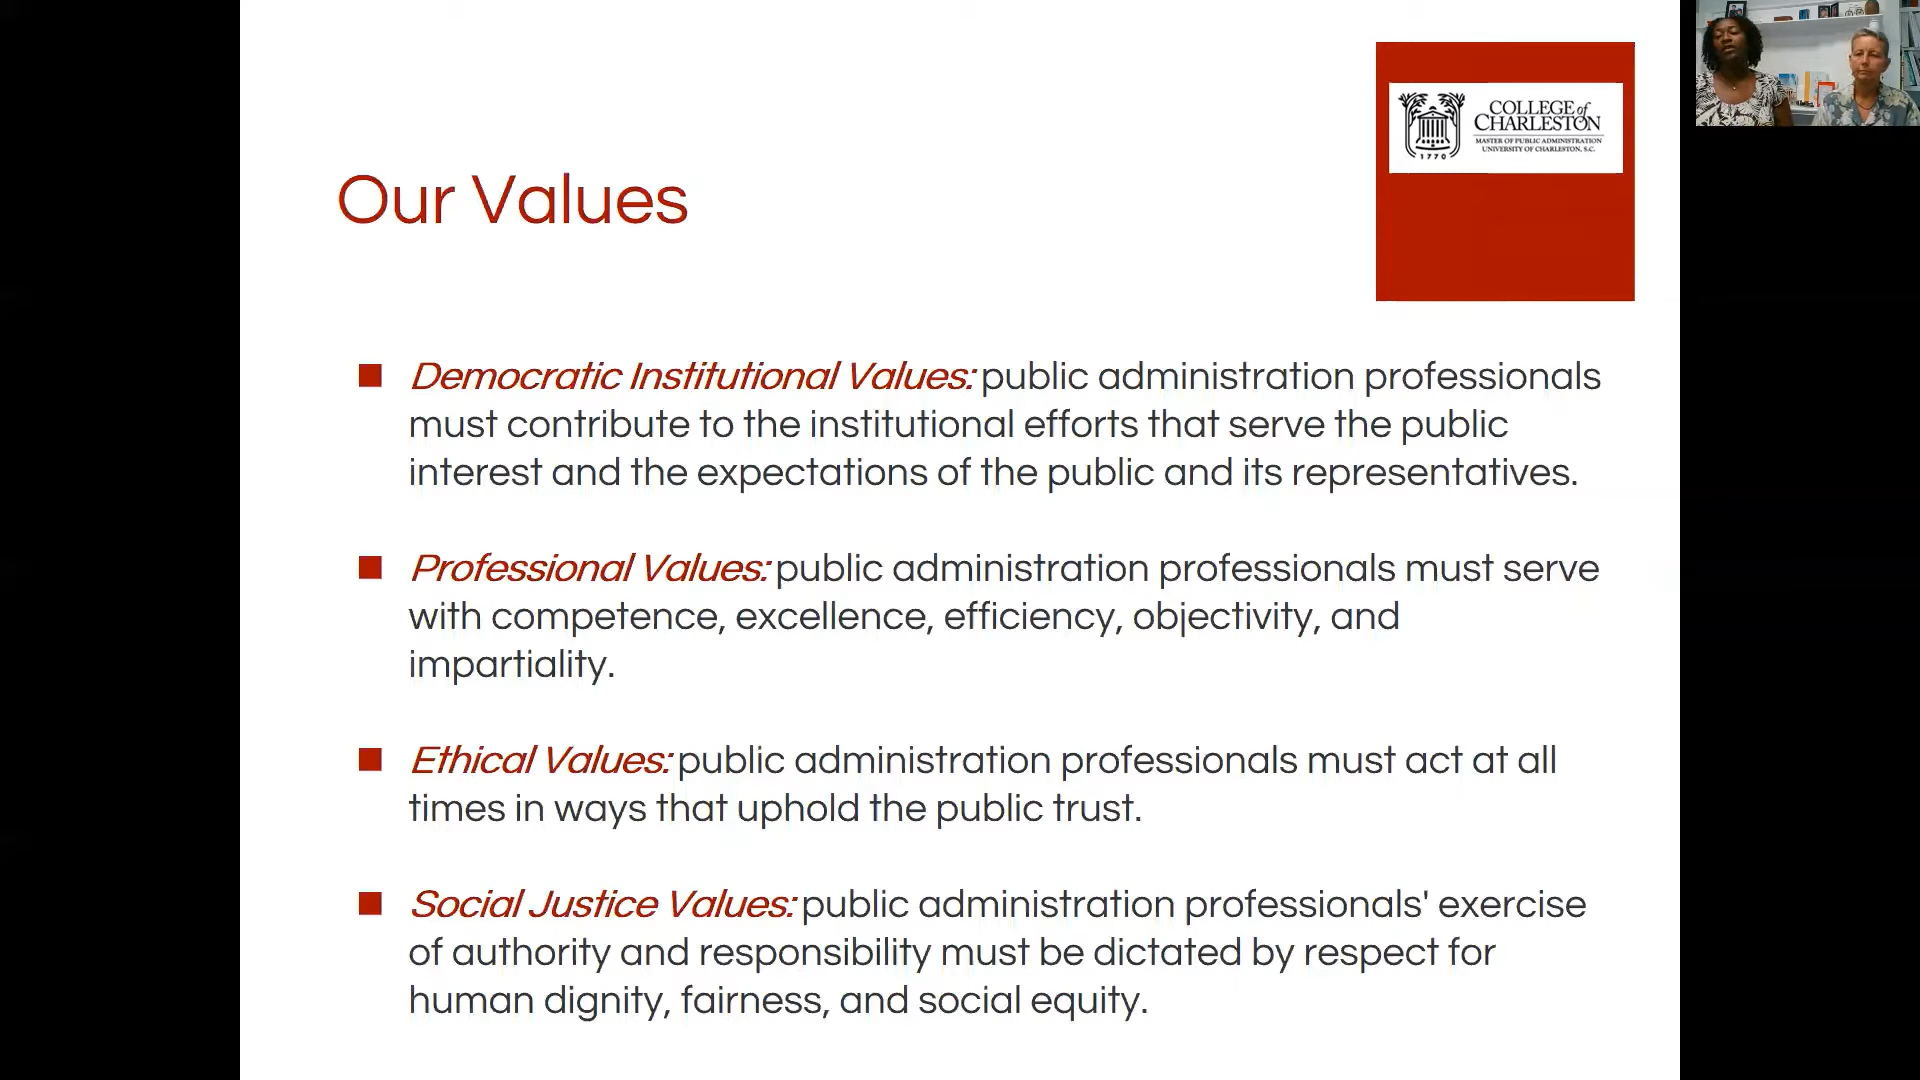 COLLEGE of
CHARLESTON
MASTER OF PUBLIC ADMINISTRATION
UNIVERSITY OF CHARLESTON, S.C.
1770
Our Values
Democratic Institutional Values: public administration professionals
must contribute to the institutional efforts that serve the public
interest and the expectations of the public and its representatives.
Professional Values: public administration professionals must serve
with competence, excellence, efficiency, objectivity, and
impartiality.
Ethical Values: public administration professionals must act at all
times in ways that uphold the public trust.
Social Justice Values: public administration professionals' exercise
of authority and responsibility must be dictated by respect for
human dignity, fairness, and social equity.